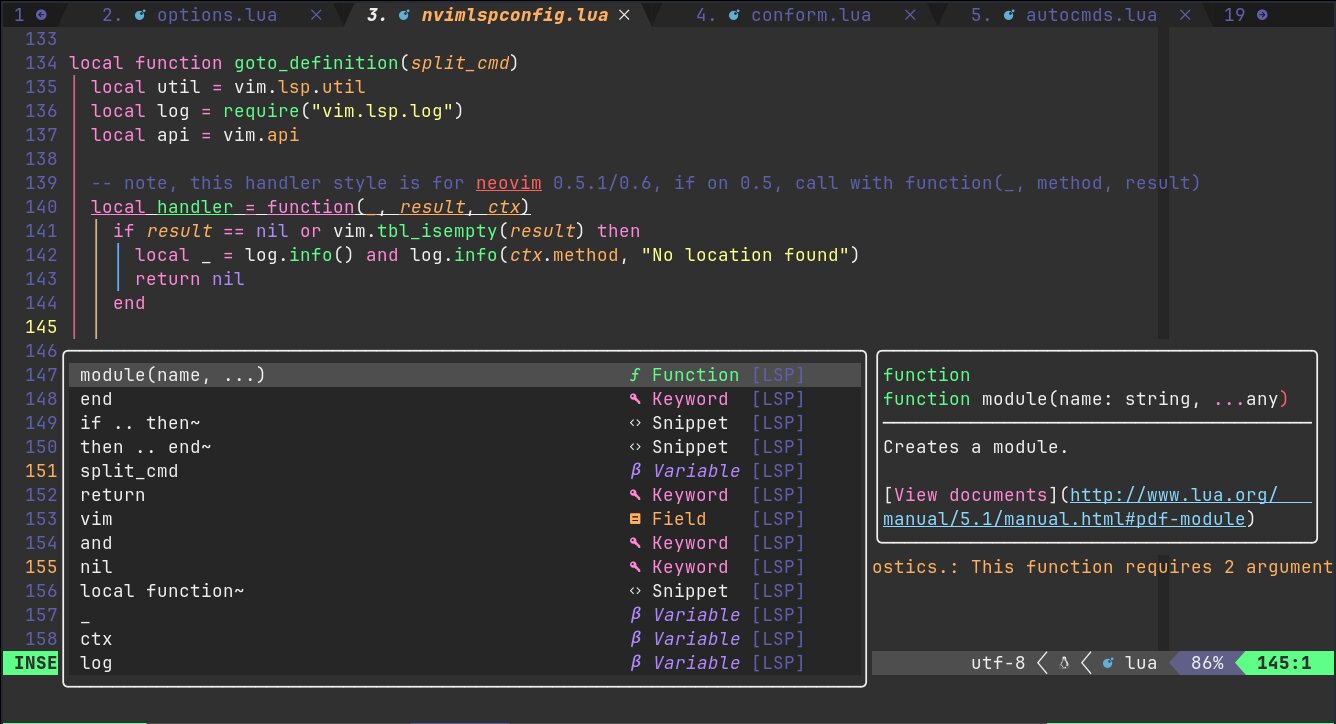 1 2. options.lua × 3. nvimlspconfig.lua × 4. conform.lua × 5. autocmds.lua × 19
133
134 local function goto_definition(split_cmd)
135 local util = vim.lsp.util
136 local log = require("vim.lsp.log")
137 local api = vim.api
138
139 -- note, this handler style is for neovim 0.5.1/0.6, if on 0.5, call with function(_, method, result)
140 local handler = function(_, result, ctx)
141 if result == nil or vim.tbl_isempty(result) then
142 local _ = log.info() and log.info(ctx.method, "No location found")
143 return nil
144 end
145
146
147 module(name, ...) ƒ Function [LSP] function
148 end Keyword [LSP] function module(name: string, ...any)
149 if .. then~ <> Snippet [LSP]
150 then .. end~ <> Snippet [LSP] Creates a module.
151 split_cmd β Variable [LSP]
152 return Keyword [LSP] [View documents](http://www.lua.org/
153 vim Field [LSP] manual/5.1/manual.html#pdf-module)
154 and Keyword [LSP]
155 nil Keyword [LSP] ostics.: This function requires 2 argument
156 local function~ <> Snippet [LSP]
157 _ β Variable [LSP]
158 ctx β Variable [LSP]
INSE log β Variable [LSP] utf-8 lua 86% 145:1